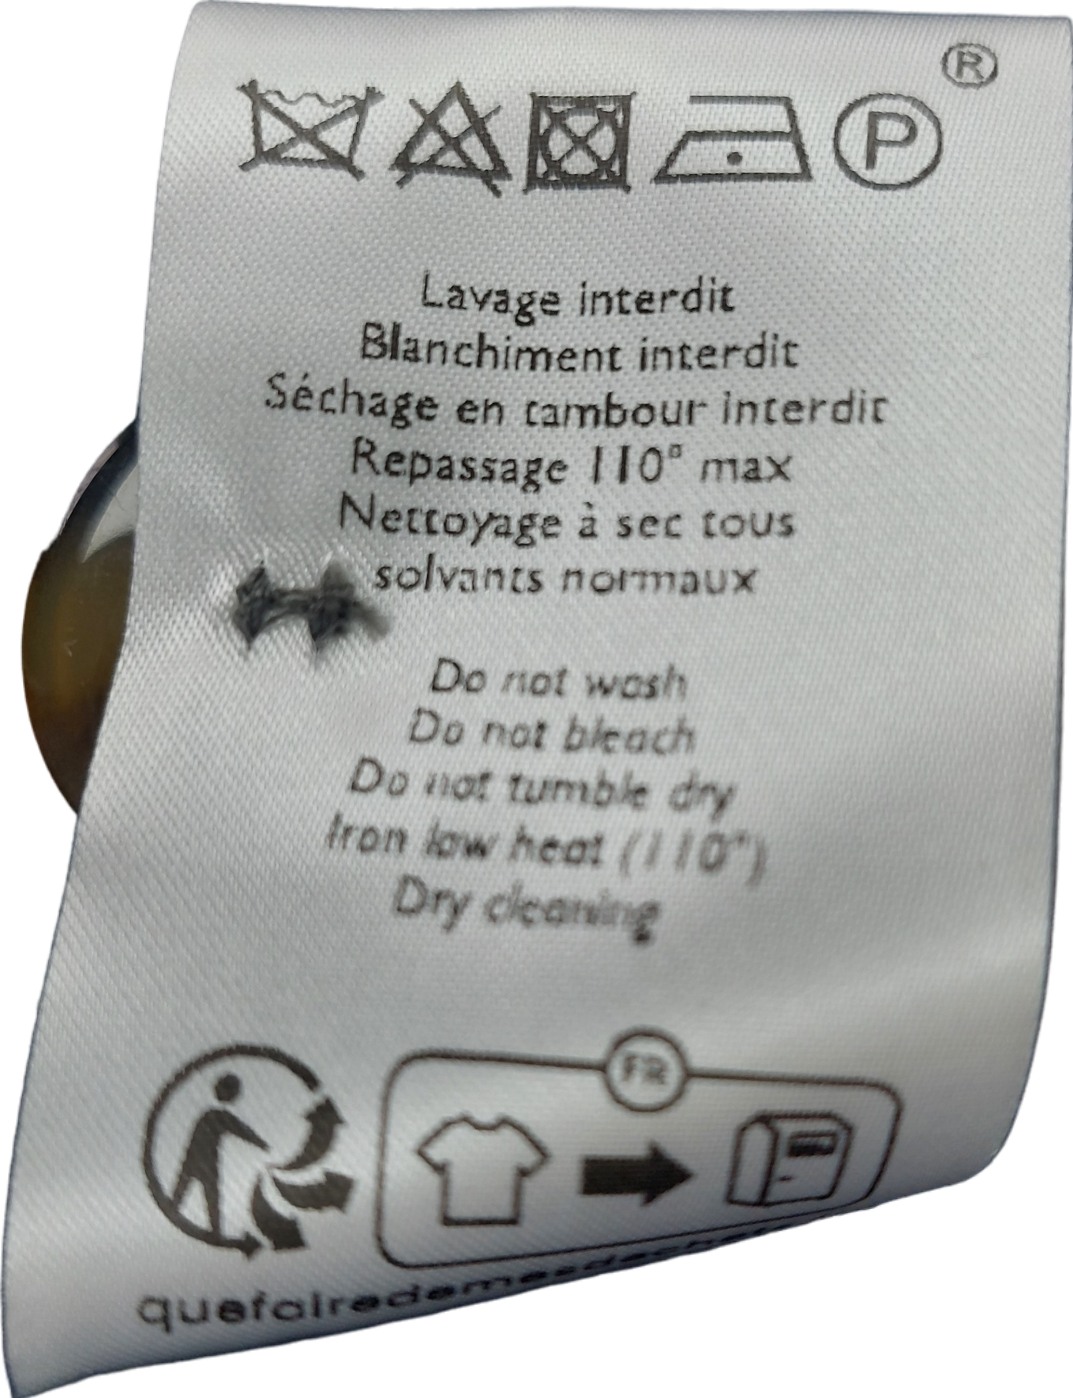 ®
P
Lavage interdit
Blanchiment interdit
Séchage en tambour interdit
Repassage 110° max
Nettoyage à sec tous
solvants normaux
Do not wash
Do not bleach
Do not tumble dry
Iron low heat (110°)
Dry cleaning
FR